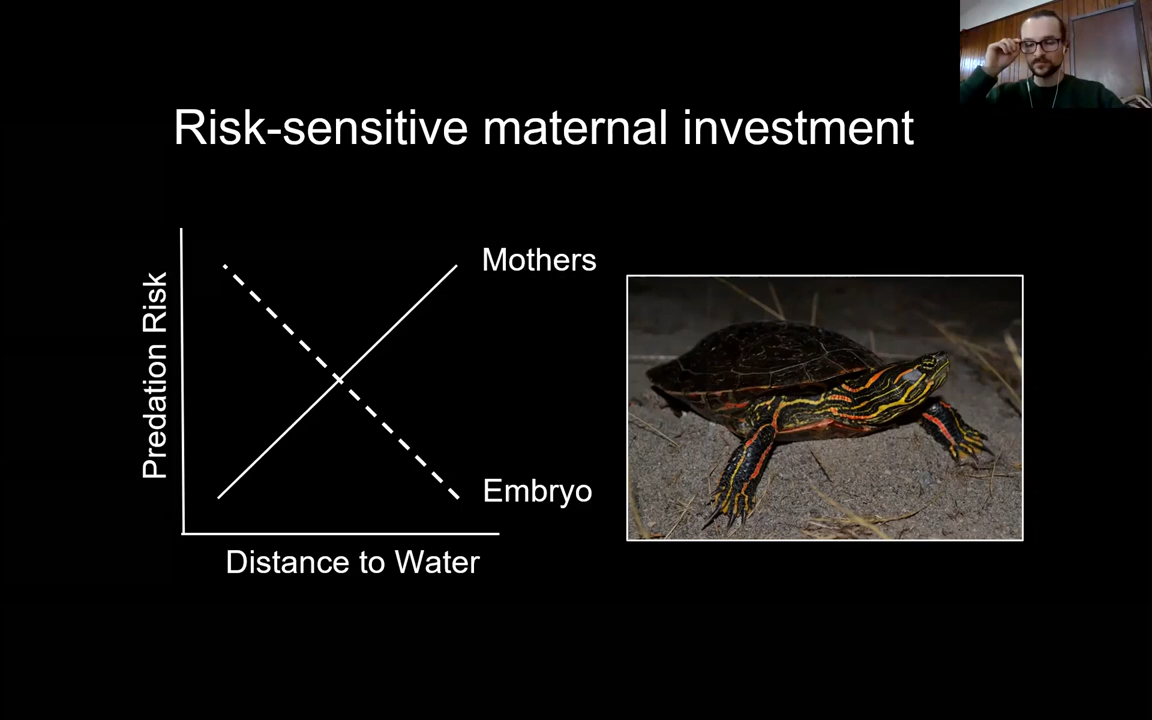 Risk-sensitive maternal investment
Mothers
Predation Risk
Embryo
Distance to Water